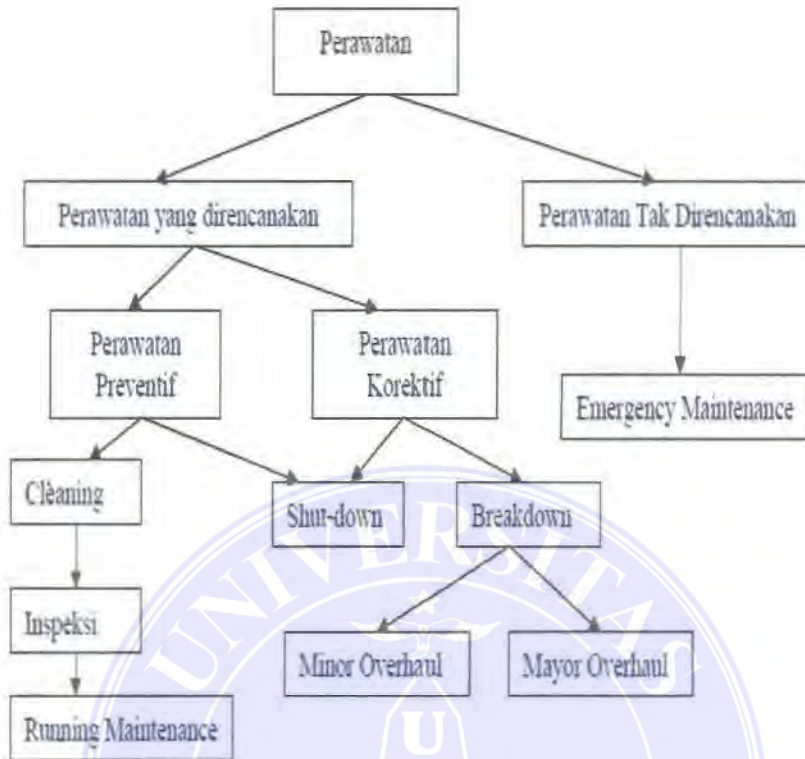 Perawatan
Perawatan yang direncanakan
Perawatan Tak Direncanakan
Perawatan
Preventif
Perawatan
Korektif
Emergency Maintenance
Clèaning
Shut-down
Breakdown
Inspeksi
Minor Overhaul
Mayor Overhaul
Running Maintenance
UNIVERSITAS
U